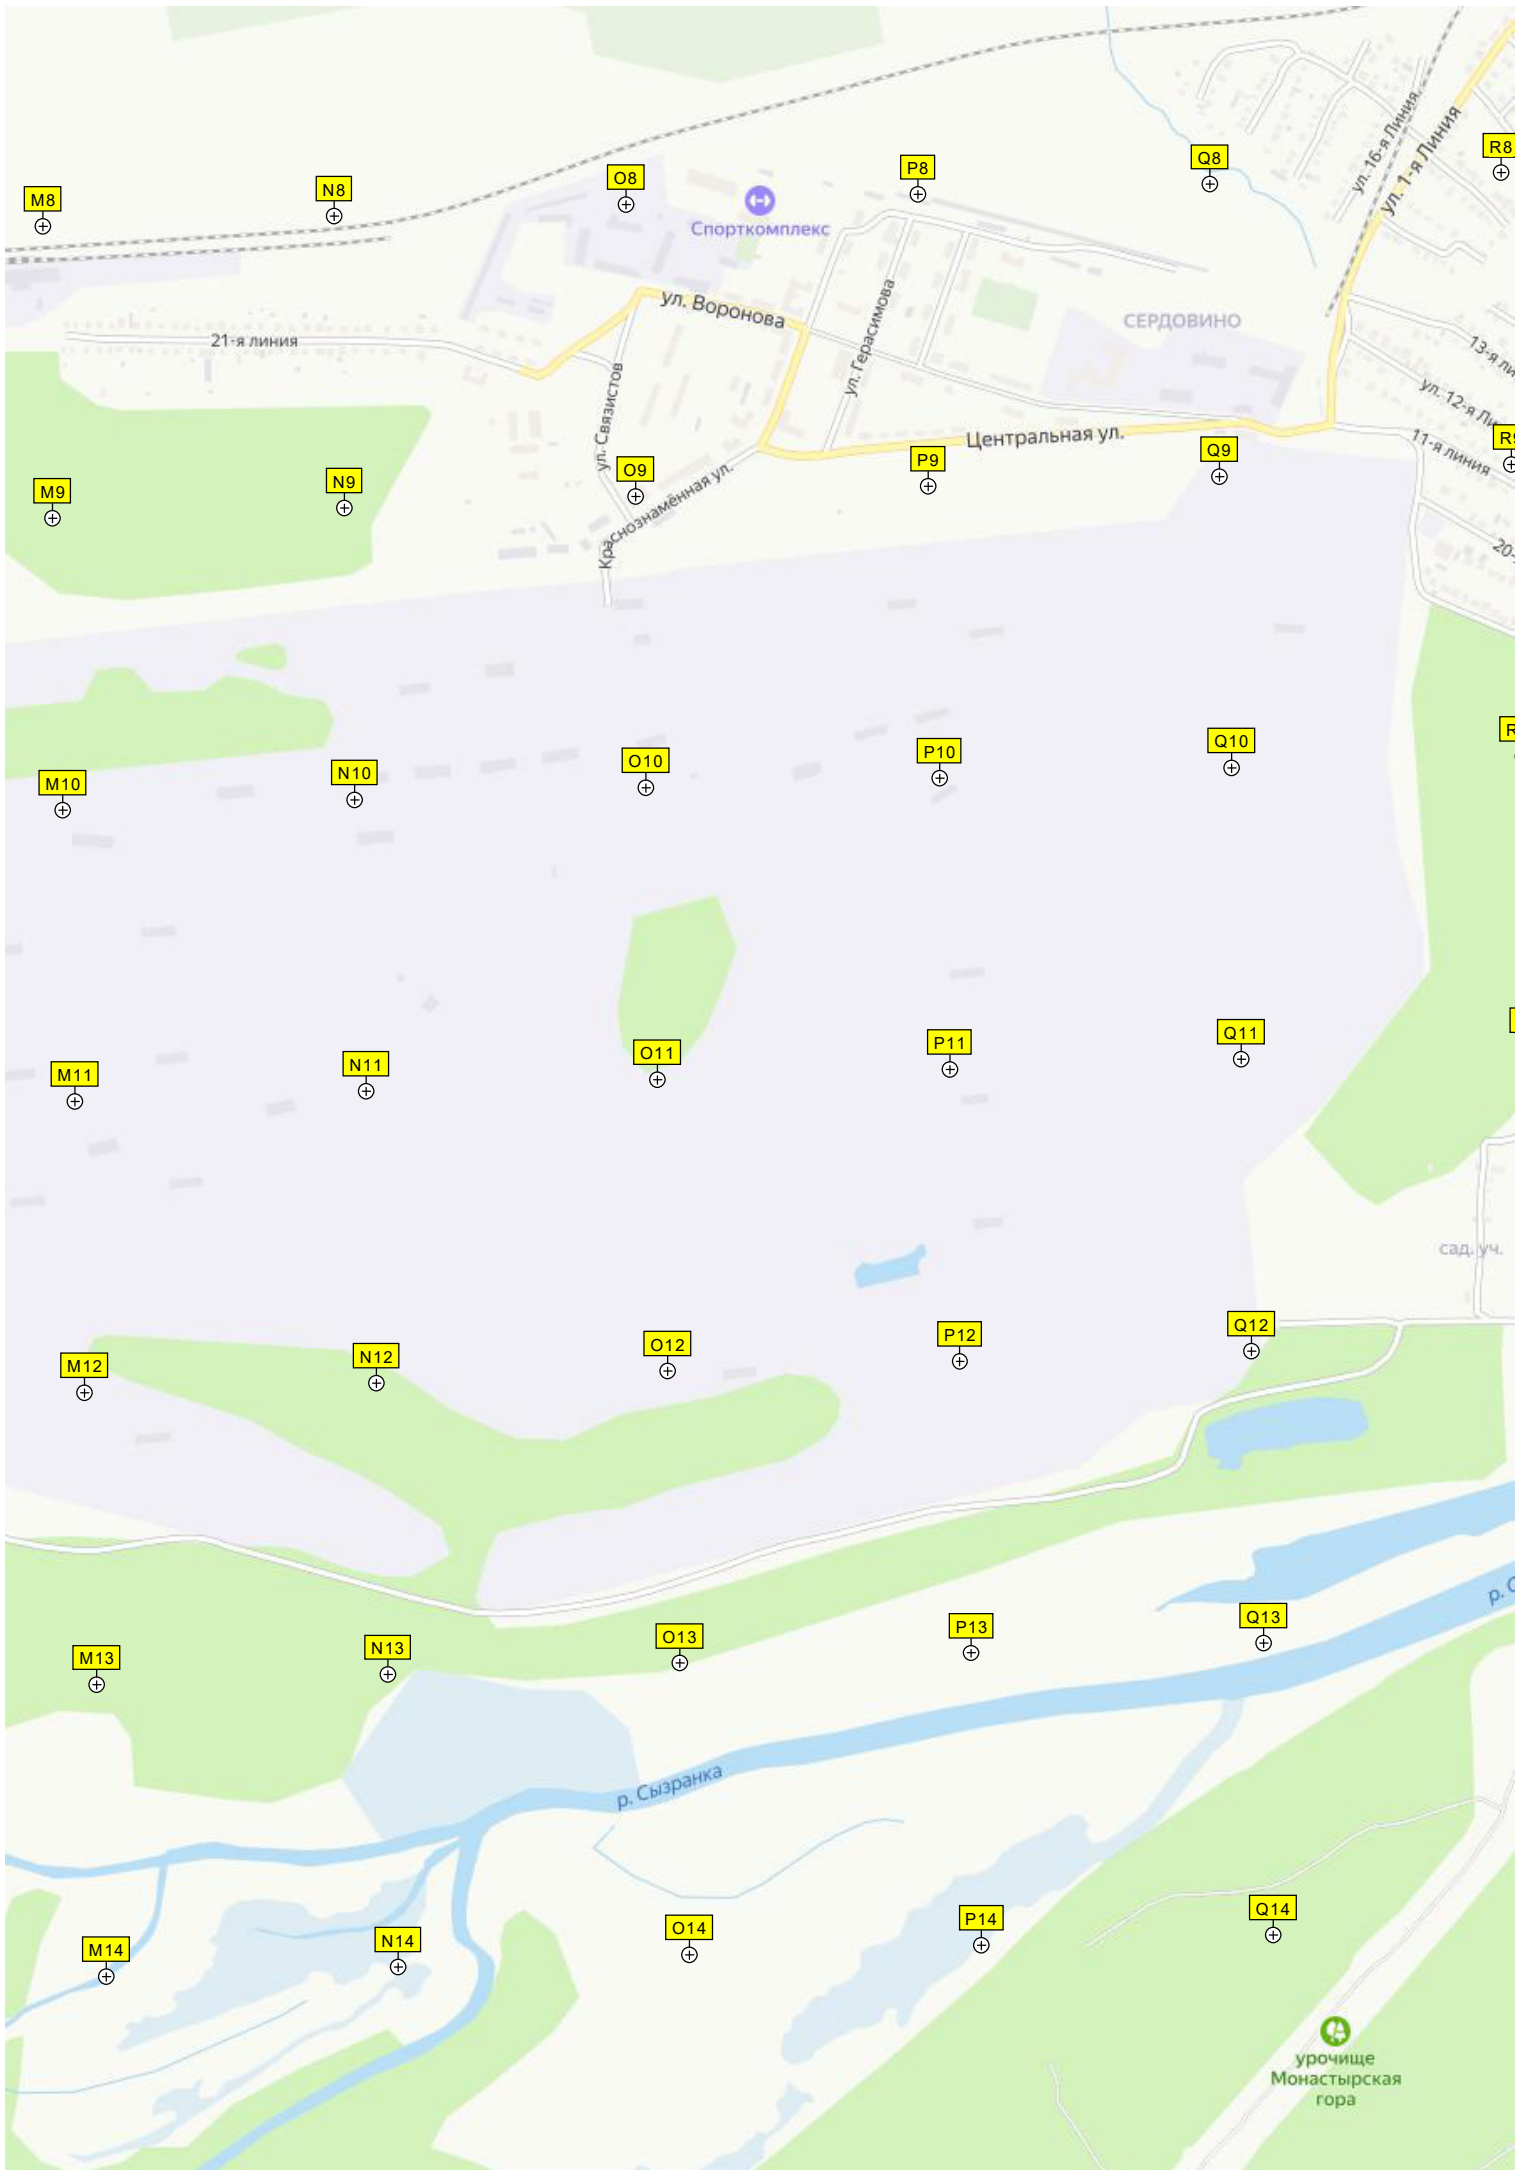 ул. 16-я Линия
ул. 1-я Линия
R8
Q8
P8
O8
N8
M8
Спорткомплекс
ул. Воронова
ул. Герасимова
СЕРДОВИНО
21-я линия
13-я ли
ул. Связистов
ул. 12-я Ли
Центральная ул.
11-я линия
R9
Q9
P9
O9
N9
M9
Краснознамённая ул.
20-
R
Q10
P10
O10
N10
M10
Q11
P11
O11
N11
M11
сад. уч.
Q12
P12
O12
N12
M12
р. С
Q13
P13
O13
N13
M13
р. Сызранка
Q14
P14
O14
N14
M14
урочище
Монастырская
гора